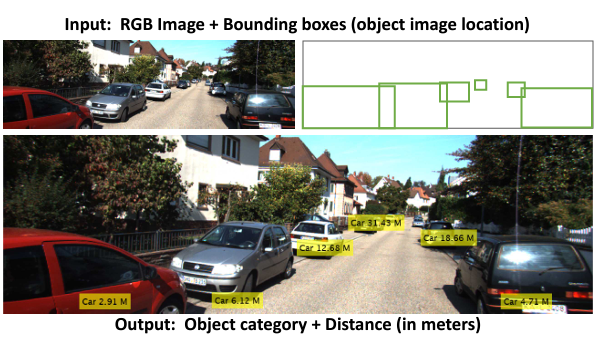 Input:  RGB Image + Bounding boxes (object image location)
Car 31.43 M
Car 12.68 M
Car 18.66 M
Car 2.91 M
Car 6.12 M
Car 4.71 M
Output:  Object category + Distance (in meters)